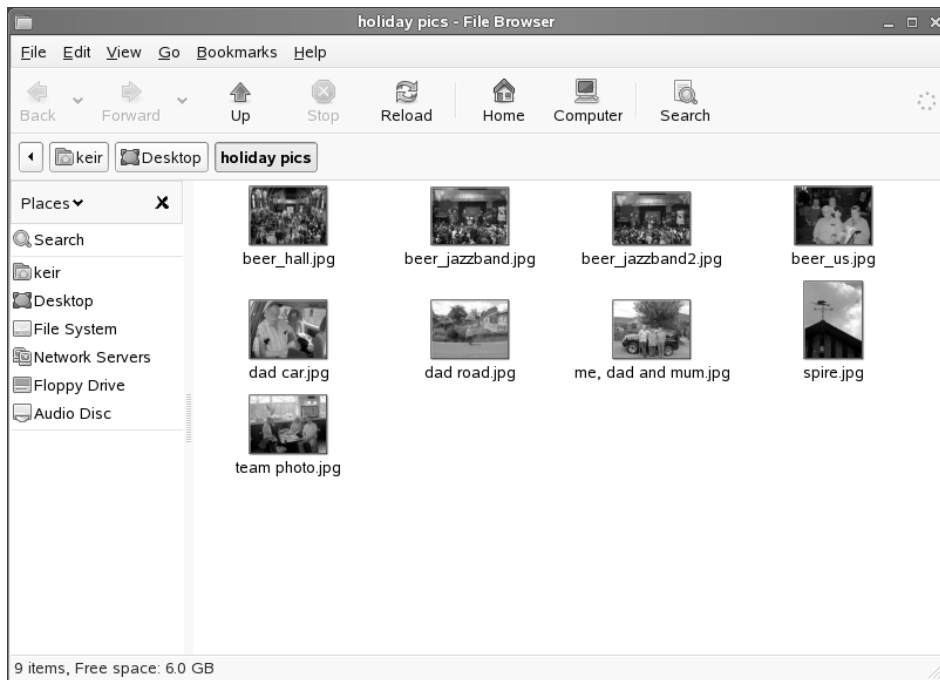 holiday pics - File Browser
File Edit View Go Bookmarks Help
Back Forward Up Stop Reload Home Computer Search
keir Desktop holiday pics
Places
Search
keir
Desktop
File System
Network Servers
Floppy Drive
Audio Disc
beer_hall.jpg beer_jazzband.jpg beer_jazzband2.jpg beer_us.jpg
dad car.jpg dad road.jpg me, dad and mum.jpg spire.jpg
team photo.jpg
9 items, Free space: 6.0 GB